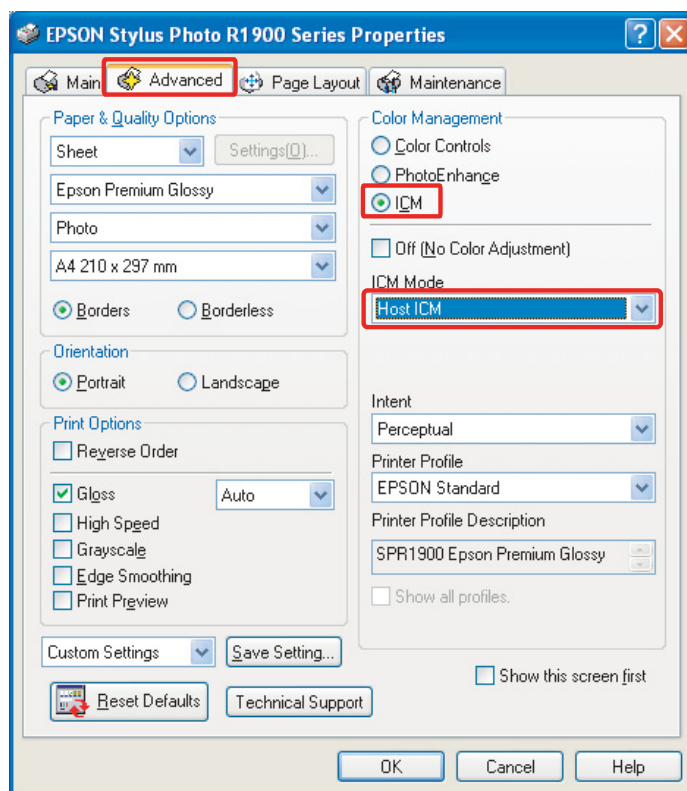 EPSON Stylus Photo R1900 Series Properties
Main
Advanced
Page Layout
Maintenance
Paper & Quality Options
Sheet
Settings(O)...
Epson Premium Glossy
Photo
A4 210 x 297 mm
Borders
Borderless
Orientation
Portrait
Landscape
Print Options
Reverse Order
Gloss
Auto
High Speed
Grayscale
Edge Smoothing
Print Preview
Custom Settings
Save Setting...
Reset Defaults
Technical Support
Color Management
Color Controls
PhotoEnhance
ICM
Off (No Color Adjustment)
ICM Mode
Host ICM
Intent
Perceptual
Printer Profile
EPSON Standard
Printer Profile Description
SPR1900 Epson Premium Glossy
Show all profiles.
Show this screen first
OK
Cancel
Help